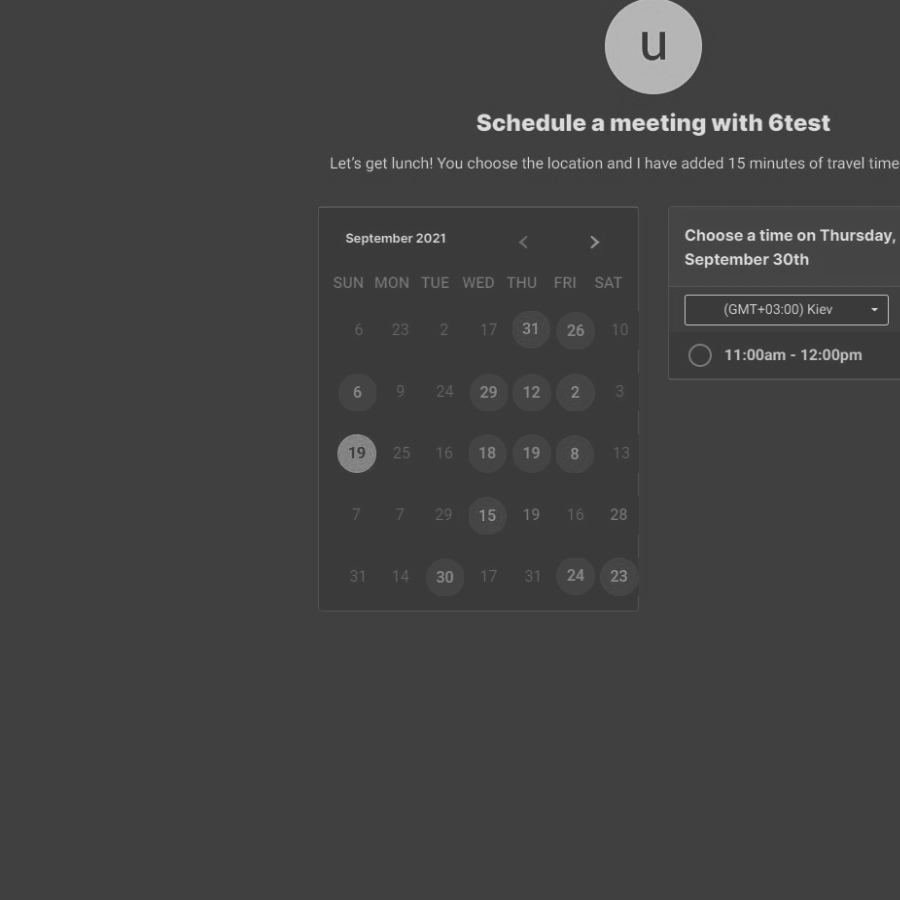 u
Schedule a meeting with 6test
Let's get lunch! You choose the location and I have added 15 minutes of travel time
September 2021
SUN MON TUE WED THU FRI SAT
6 23 2 17 31 26 10
6 9 24 29 12 2 3
19 25 16 18 19 8 13
7 7 29 15 19 16 28
31 14 30 17 31 24 23
Choose a time on Thursday,
September 30th
(GMT+03:00) Kiev
11:00am - 12:00pm